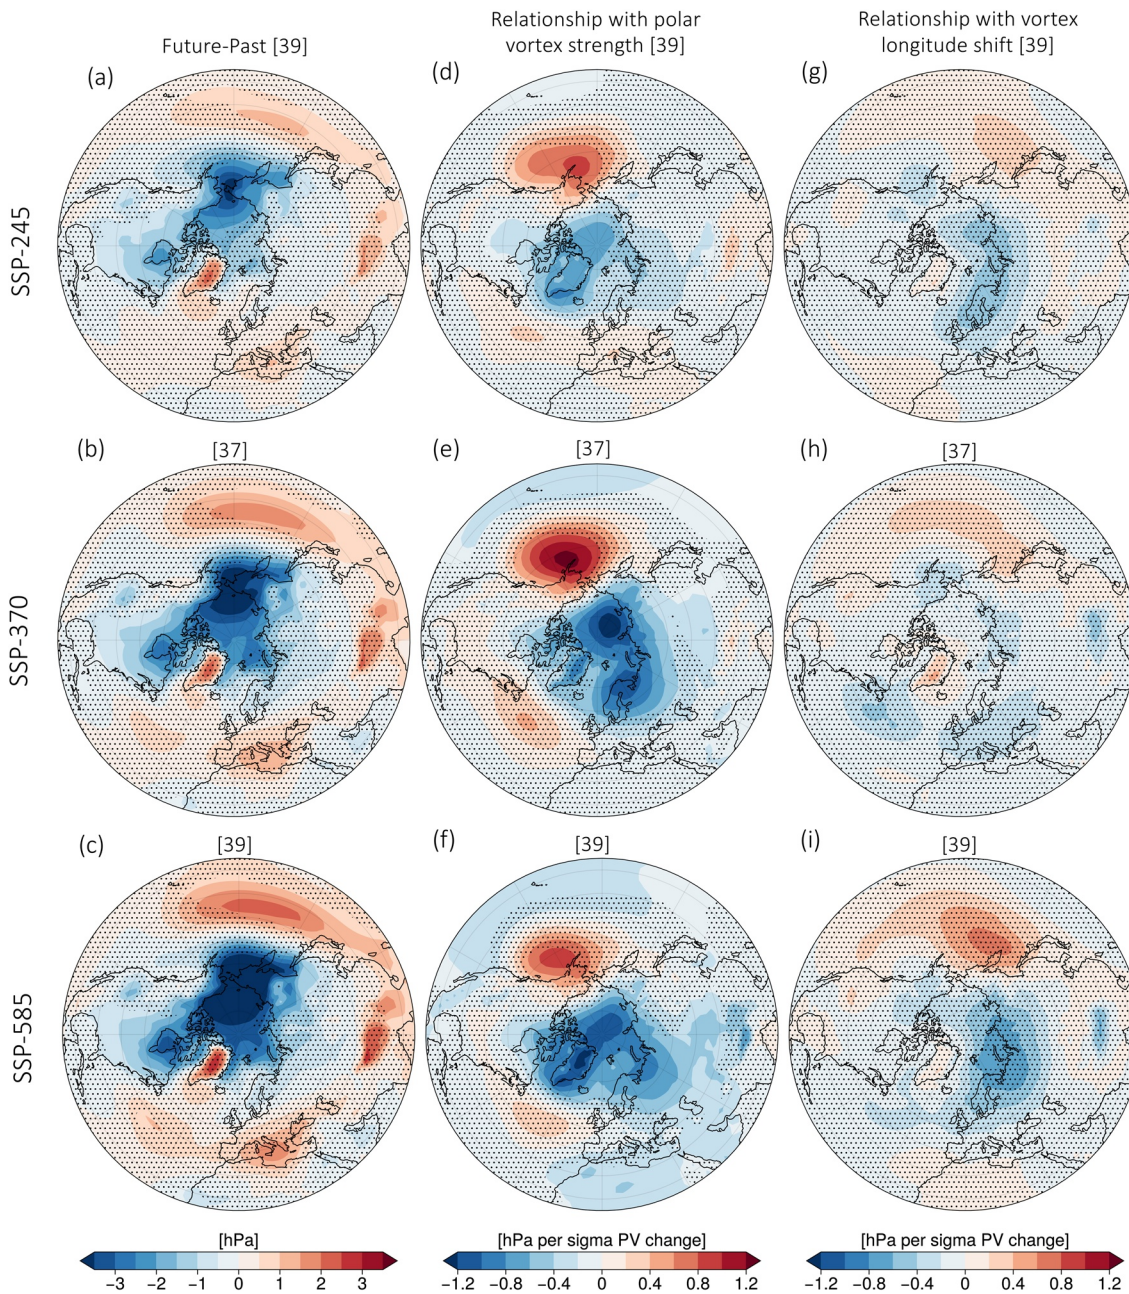 Future-Past [39]
Relationship with polar
vortex strength [39]
Relationship with vortex
longitude shift [39]
(a)
(d)
(g)
SSP-245
(b)
[37]
(e)
[37]
(h)
[37]
SSP-370
(c)
[39]
(f)
[39]
(i)
[39]
SSP-585
[hPa]
−3 −2 −1 0 1 2 3
[hPa per sigma PV change]
−1.2 −0.8 −0.4 0 0.4 0.8 1.2
[hPa per sigma PV change]
−1.2 −0.8 −0.4 0 0.4 0.8 1.2